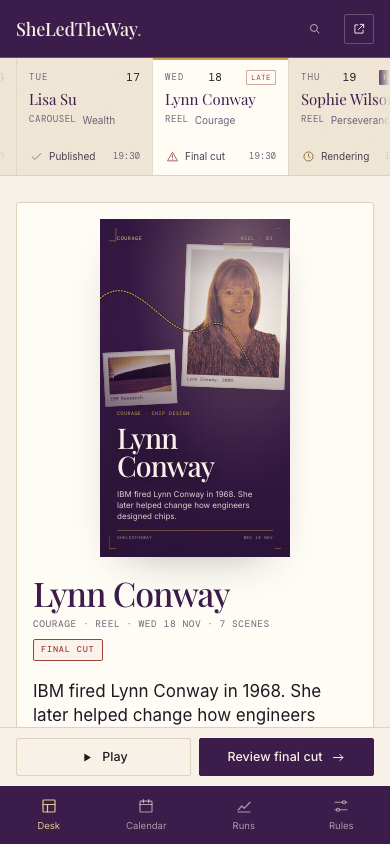 SheLedTheWay.
TUE 17
Lisa Su
CAROUSEL Wealth
Published 19:30
WED 18 LATE
Lynn Conway
REEL Courage
Final cut 19:30
THU 19
Sophie Wilso
REEL Perseveranc
Rendering
COURAGE
REEL · 02
Lynn Conway, 2005
IBM Research
COURAGE · CHIP DESIGN
Lynn
Conway
IBM fired Lynn Conway in 1968. She
later helped change how engineers
designed chips.
SHELEDTHEWAY WED 18 NOV
Lynn Conway
COURAGE · REEL · WED 18 NOV · 7 SCENES
FINAL CUT
IBM fired Lynn Conway in 1968. She
later helped change how engineers
Play
Review final cut →
Desk
Calendar
Runs
Rules